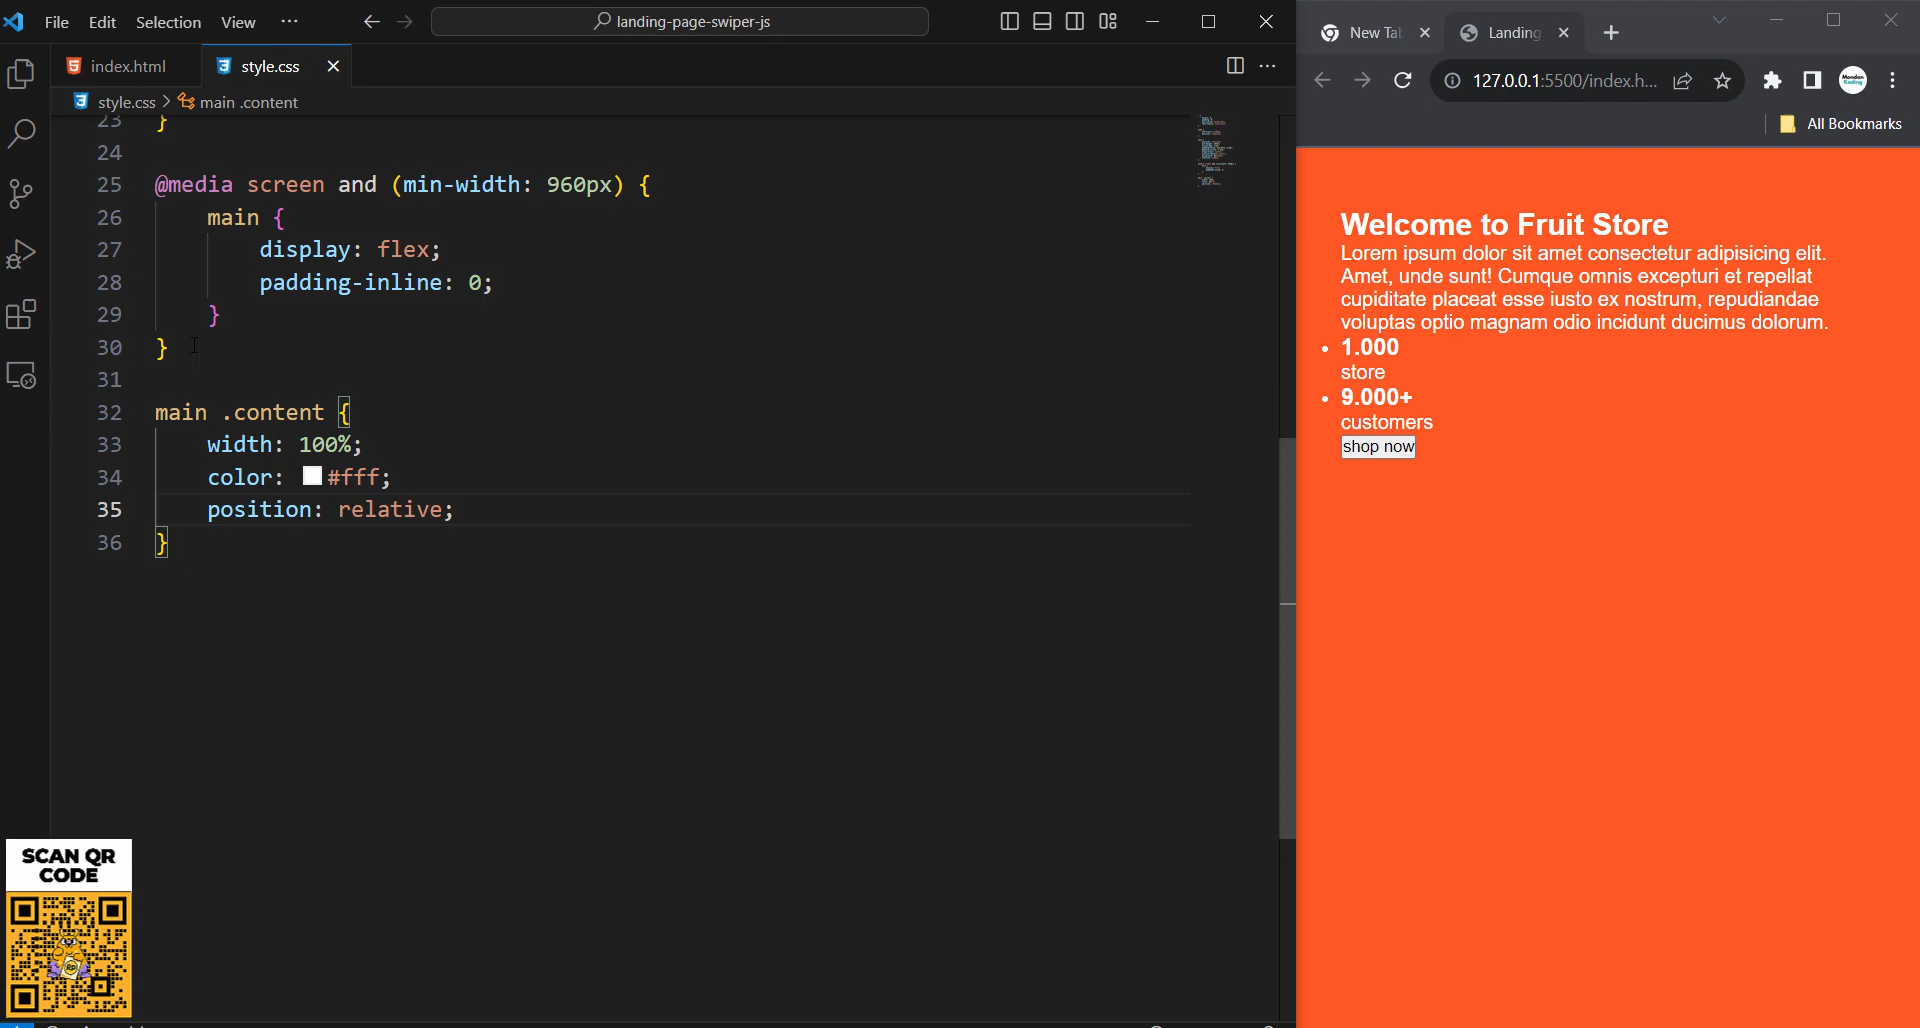 File Edit Selection View ··· landing-page-swiper-js
index.html style.css
style.css > main .content
23 }
24
25 @media screen and (min-width: 960px) {
26 main {
27 display: flex;
28 padding-inline: 0;
29 }
30 }
31
32 main .content {
33 width: 100%;
34 color: #fff;
35 position: relative;
36 }
SCAN QR
CODE
New Tab Landing
127.0.0.1:5500/index.h...
All Bookmarks
Welcome to Fruit Store
Lorem ipsum dolor sit amet consectetur adipisicing elit.
Amet, unde sunt! Cumque omnis excepturi et repellat
cupiditate placeat esse iusto ex nostrum, repudiandae
voluptas optio magnam odio incidunt ducimus dolorum.
• 1.000
store
• 9.000+
customers
shop now